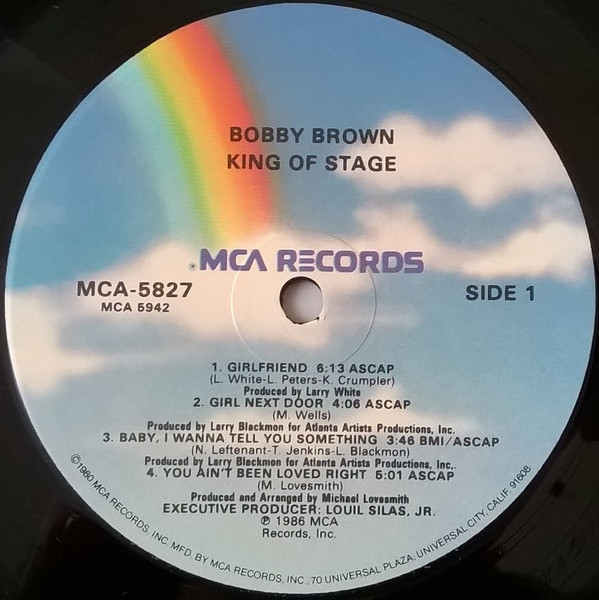 BOBBY BROWN
KING OF STAGE
MCA RECORDS
MCA-5827
MCA 5942
SIDE 1
1. GIRLFRIEND 6:13 ASCAP
(L. White-L. Peters-K. Crumpler)
Produced by Larry White
2. GIRL NEXT DOOR 4:06 ASCAP
(M. Wells)
Produced by Larry Blackmon for Atlanta Artists Productions, Inc.
3. BABY, I WANNA TELL YOU SOMETHING 3:46 BMI/ASCAP
(N. Leftenant-T. Jenkins-L. Blackmon)
Produced by Larry Blackmon for Atlanta Artists Productions, Inc.
4. YOU AIN'T BEEN LOVED RIGHT 5:01 ASCAP
(M. Lovesmith)
Produced and Arranged by Michael Lovesmith
EXECUTIVE PRODUCER: LOUIL SILAS, JR.
℗ 1986 MCA
Records, Inc.
©1980 MCA RECORDS, INC. MFD. BY MCA RECORDS, INC., 70 UNIVERSAL PLAZA, UNIVERSAL CITY, CALIF. 91608